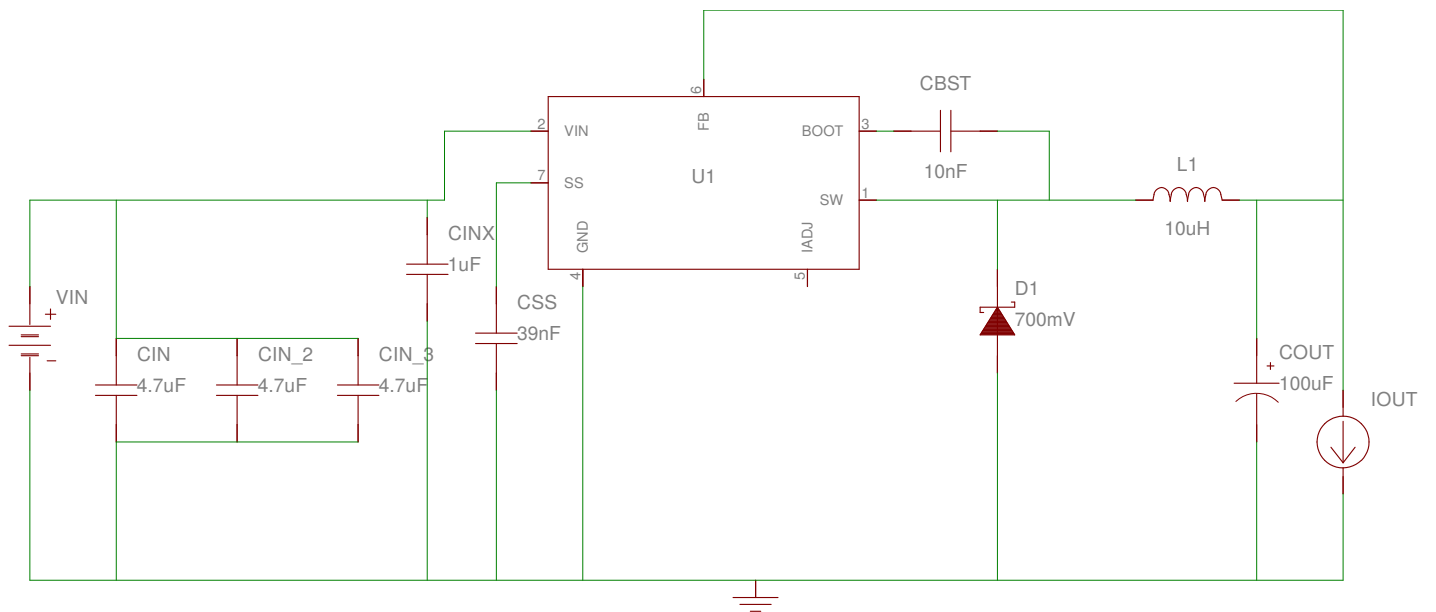 CBST
10nF
6
FB
2
VIN
BOOT
3
7
SS
U1
SW
1
GND
4
IADJ
5
L1
10uH
CINX
1uF
CSS
39nF
VIN
+
−
CIN
4.7uF
CIN_2
4.7uF
CIN_3
4.7uF
D1
700mV
COUT
+
100uF
IOUT